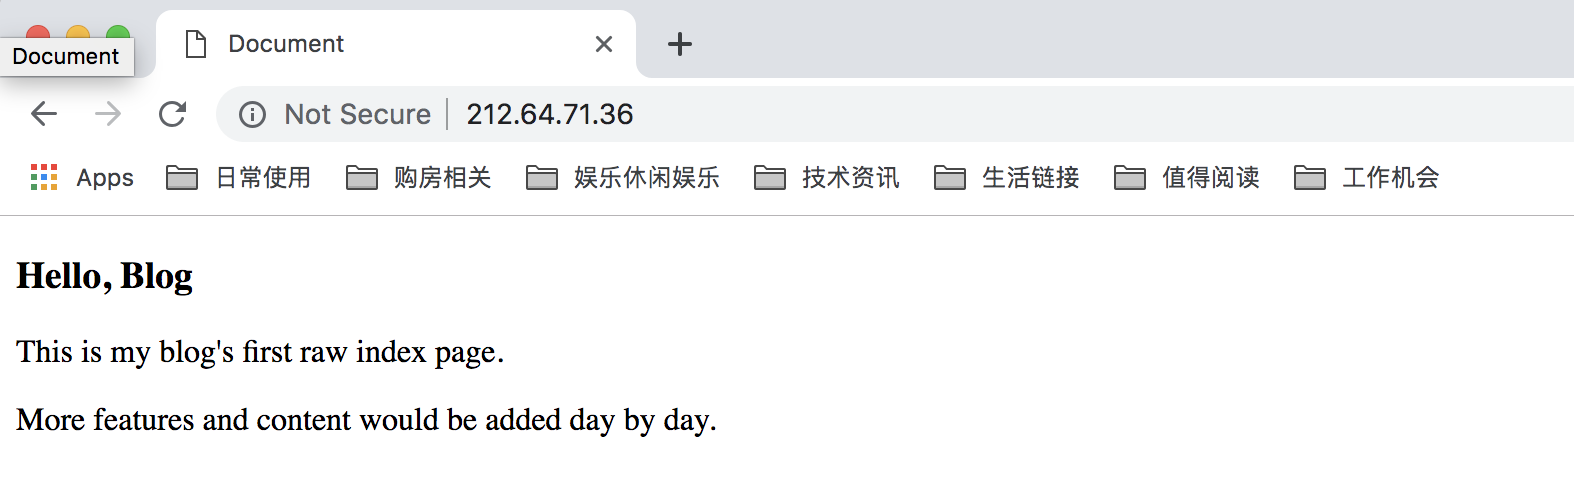 Document
Document
Not Secure 212.64.71.36
Apps 日常使用 购房相关 娱乐休闲娱乐 技术资讯 生活链接 值得阅读 工作机会
Hello, Blog
This is my blog's first raw index page.
More features and content would be added day by day.